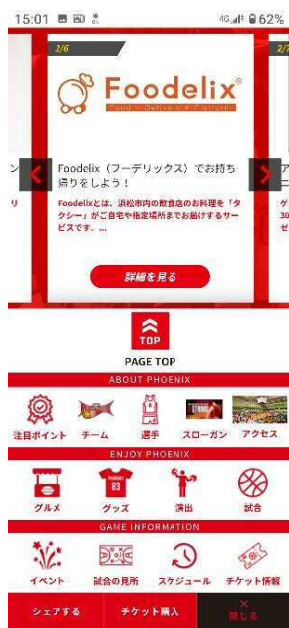 15:01 4G 62%
1/6
2/7
Foodelix®
Food × Delivery × Platform
Foodelix（フーデリックス）でお持ち
帰りをしよう！
Foodelixとは、浜松市内の飲食店のお料理を「タ
クシー」がご自宅や指定場所までお届けするサー
ビスです。...
詳細を見る
TOP
PAGE TOP
ABOUT PHOENIX
注目ポイント チーム 選手 スローガン アクセス
ENJOY PHOENIX
グルメ グッズ 演出 試合
GAME INFORMATION
イベント 試合の見所 スケジュール チケット情報
シェアする チケット購入 閉じる